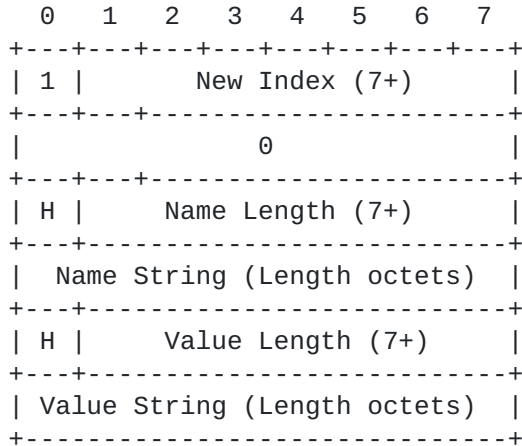 0   1   2   3   4   5   6   7
+---+---+---+---+---+---+---+---+
| 1 |      New Index (7+)       |
+---+---+-----------------------+
|               0               |
+---+---+-----------------------+
| H |     Name Length (7+)      |
+---+---------------------------+
|  Name String (Length octets)  |
+---+---------------------------+
| H |     Value Length (7+)     |
+---+---------------------------+
| Value String (Length octets)  |
+-------------------------------+